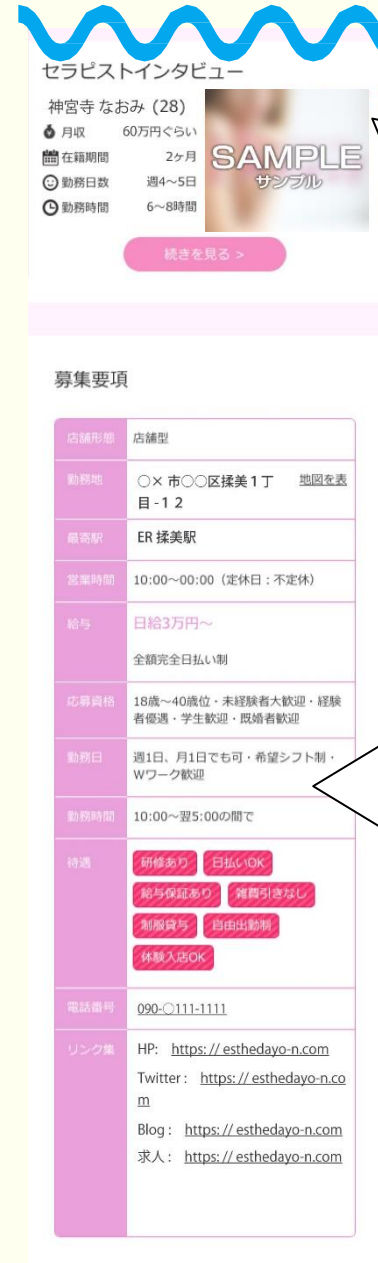 セラピストインタビュー
神宮寺 なおみ (28)
月収 60万円ぐらい
在籍期間 2ヶ月
勤務日数 週4〜5日
勤務時間 6〜8時間
SAMPLE
サンプル
続きを見る >
募集要項
店舗形態 店舗型
勤務地 ○× 市○○区揉美１丁 地図を表
目 - 1 2
最寄駅 ER 揉美駅
営業時間 10:00〜00:00（定休日：不定休）
給与 日給3万円〜
全額完全日払い制
応募資格 18歳〜40歳位・未経験者大歓迎・経験
者優遇・学生歓迎・既婚者歓迎
勤務日 週1日、月1日でも可・希望シフト制・
Wワーク歓迎
勤務時間 10:00〜翌5:00の間で
待遇 研修あり 日払いOK
給与保証あり 雑費引きなし
制服貸与 自由出勤制
体験入店OK
電話番号 090-○111-1111
リンク集 HP: https:// esthedayo-n.com
Twitter : https:// esthedayo-n.co
m
Blog : https:// esthedayo-n.com
求人 : https:// esthedayo-n.com